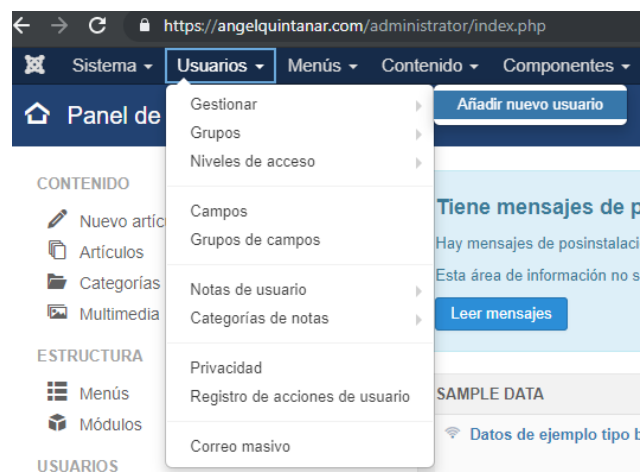 https://angelquintanar.com/administrator/index.php
Sistema Usuarios Menús Contenido Componentes
Panel de
Gestionar
Añadir nuevo usuario
Grupos
Niveles de acceso
Campos
Grupos de campos
Notas de usuario
Categorías de notas
Privacidad
Registro de acciones de usuario
Correo masivo
CONTENIDO
Nuevo artíc
Artículos
Categorías
Multimedia
ESTRUCTURA
Menús
Módulos
USUARIOS
Tiene mensajes de p
Hay mensajes de posinstalaci
Esta área de información no s
Leer mensajes
SAMPLE DATA
Datos de ejemplo tipo b